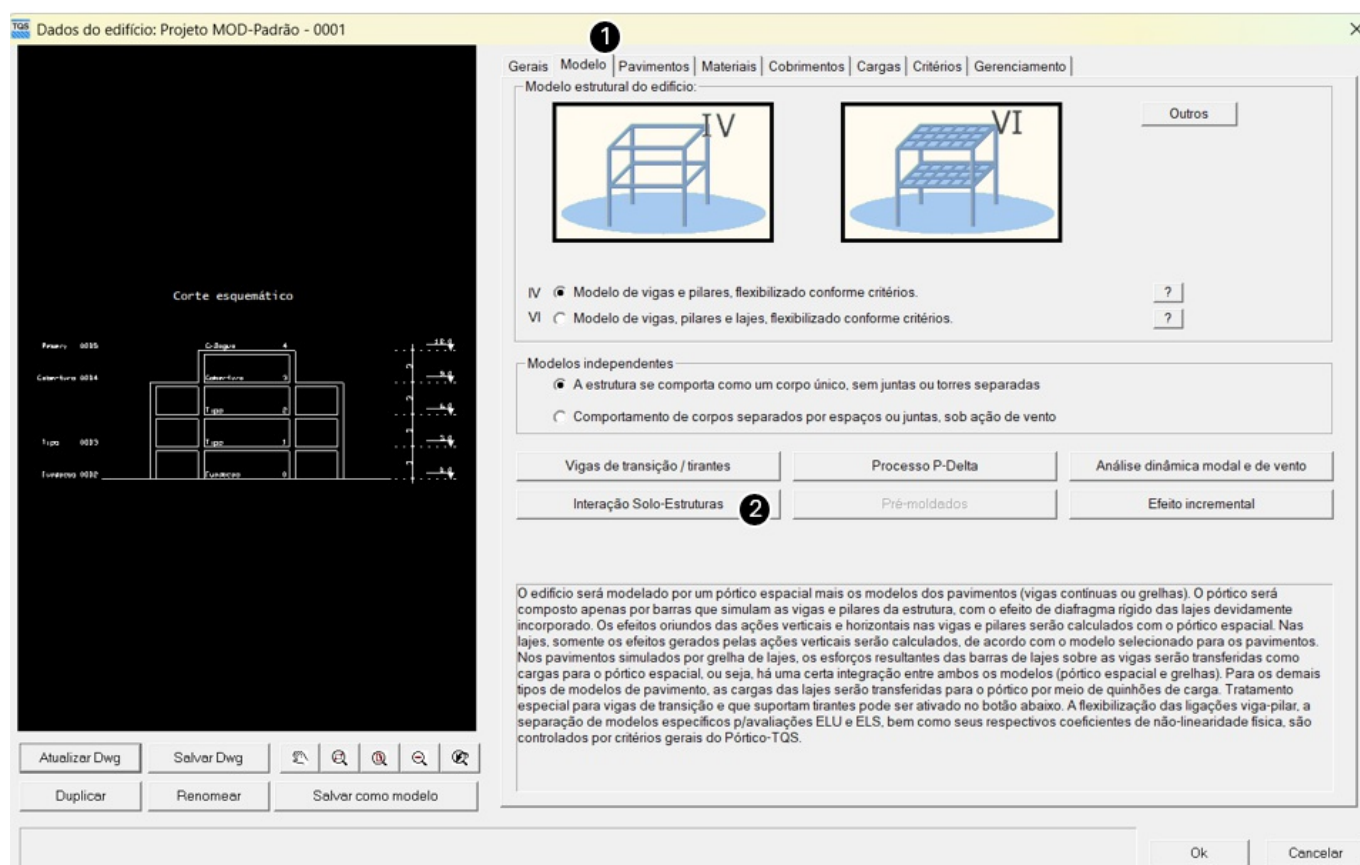 TQS Dados do edifício: Projeto MOD-Padrão - 0001
1
Gerais Modelo Pavimentos Materiais Cobrimentos Cargas Critérios Gerenciamento
Modelo estrutural do edifício:
IV
VI
Outros
IV Modelo de vigas e pilares, flexibilizado conforme critérios. ?
VI Modelo de vigas, pilares e lajes, flexibilizado conforme critérios. ?
Modelos independentes
A estrutura se comporta como um corpo único, sem juntas ou torres separadas
Comportamento de corpos separados por espaços ou juntas, sob ação de vento
Vigas de transição / tirantes
Processo P-Delta
Análise dinâmica modal e de vento
Interação Solo-Estruturas 2
Pré-moldados
Efeito incremental
O edifício será modelado por um pórtico espacial mais os modelos dos pavimentos (vigas contínuas ou grelhas). O pórtico será
composto apenas por barras que simulam as vigas e pilares da estrutura, com o efeito de diafragma rígido das lajes devidamente
incorporado. Os efeitos oriundos das ações verticais e horizontais nas vigas e pilares serão calculados com o pórtico espacial. Nas
lajes, somente os efeitos gerados pelas ações verticais serão calculados, de acordo com o modelo selecionado para os pavimentos.
Nos pavimentos simulados por grelha de lajes, os esforços resultantes das barras de lajes sobre as vigas serão transferidas como
cargas para o pórtico espacial, ou seja, há uma certa integração entre ambos os modelos (pórtico espacial e grelhas). Para os demais
tipos de modelos de pavimento, as cargas das lajes serão transferidas para o pórtico por meio de quinhões de carga. Tratamento
especial para vigas de transição e que suportam tirantes pode ser ativado no botão abaixo. A flexibilização das ligações viga-pilar, a
separação de modelos específicos p/avaliações ELU e ELS, bem como seus respectivos coeficientes de não-linearidade física, são
controlados por critérios gerais do Pórtico-TQS.
Corte esquemático
4
Cobertura 3
Tipo 2
Tipo 1
Fundacao 0
Atualizar Dwg
Salvar Dwg
Duplicar
Renomear
Salvar como modelo
Ok
Cancelar